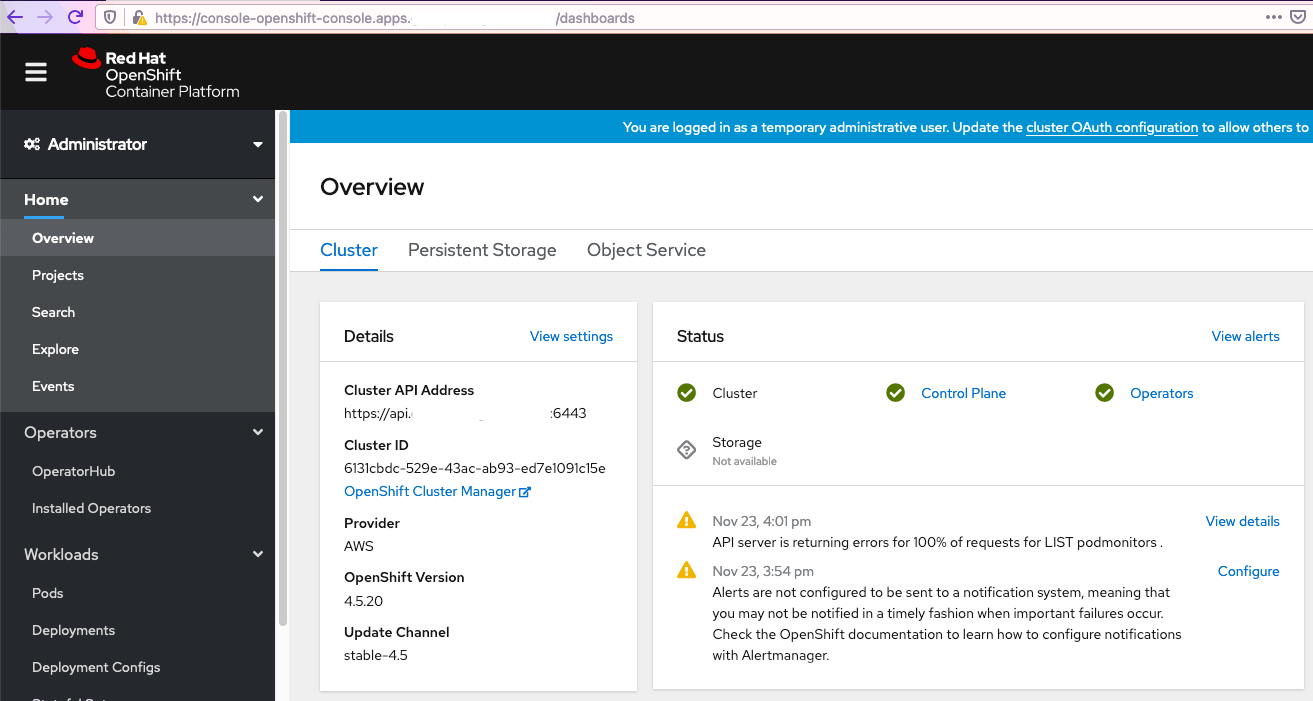 https://console-openshift-console.apps. /dashboards
Red Hat
OpenShift
Container Platform
Administrator
You are logged in as a temporary administrative user. Update the cluster OAuth configuration to allow others to
Home
Overview
Projects
Search
Explore
Events
Operators
OperatorHub
Installed Operators
Workloads
Pods
Deployments
Deployment Configs
Overview
Cluster Persistent Storage Object Service
Details View settings
Cluster API Address
https://api. :6443
Cluster ID
6131cbdc-529e-43ac-ab93-ed7e1091c15e
OpenShift Cluster Manager
Provider
AWS
OpenShift Version
4.5.20
Update Channel
stable-4.5
Status View alerts
Cluster Control Plane Operators
Storage
Not available
Nov 23, 4:01 pm View details
API server is returning errors for 100% of requests for LIST podmonitors .
Nov 23, 3:54 pm Configure
Alerts are not configured to be sent to a notification system, meaning that
you may not be notified in a timely fashion when important failures occur.
Check the OpenShift documentation to learn how to configure notifications
with Alertmanager.